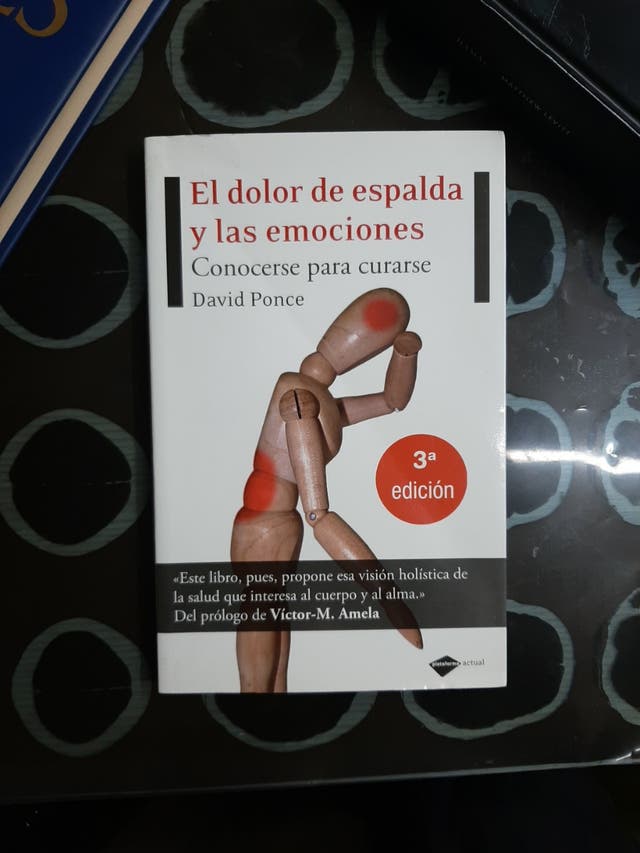 El dolor de espalda
y las emociones
Conocerse para curarse
David Ponce
3ª
edición
«Este libro, pues, propone esa visión holística de
la salud que interesa al cuerpo y al alma.»
Del prólogo de Víctor-M. Amela
plataforma actual